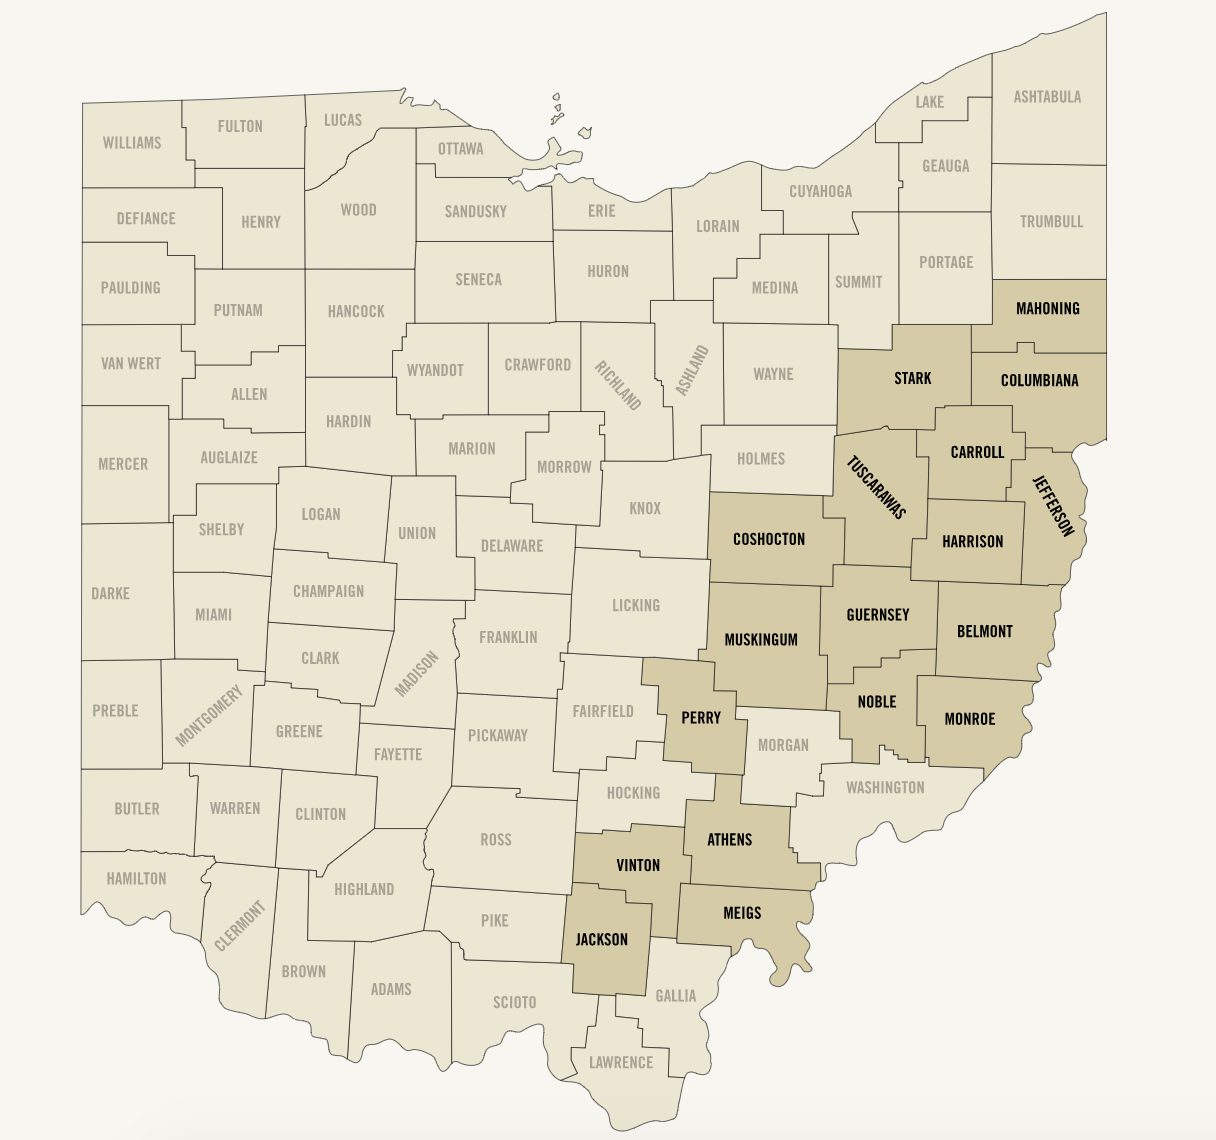 LAKE
ASHTABULA
LUCAS
FULTON
WILLIAMS
OTTAWA
GEAUGA
CUYAHOGA
WOOD
SANDUSKY
ERIE
DEFIANCE
HENRY
LORAIN
TRUMBULL
PORTAGE
HURON
SENECA
SUMMIT
MEDINA
PAULDING
PUTNAM
HANCOCK
MAHONING
VAN WERT
WYANDOT
CRAWFORD
RICHLAND
ASHLAND
WAYNE
STARK
COLUMBIANA
ALLEN
HARDIN
MARION
CARROLL
MERCER
AUGLAIZE
MORROW
HOLMES
TUSCARAWAS
JEFFERSON
KNOX
LOGAN
SHELBY
UNION
DELAWARE
COSHOCTON
HARRISON
DARKE
CHAMPAIGN
MIAMI
LICKING
GUERNSEY
BELMONT
FRANKLIN
MUSKINGUM
CLARK
MADISON
PREBLE
MONTGOMERY
FAIRFIELD
PERRY
NOBLE
MONROE
GREENE
PICKAWAY
MORGAN
FAYETTE
WASHINGTON
HOCKING
BUTLER
WARREN
CLINTON
ROSS
ATHENS
VINTON
HAMILTON
HIGHLAND
CLERMONT
PIKE
MEIGS
JACKSON
BROWN
ADAMS
SCIOTO
GALLIA
LAWRENCE